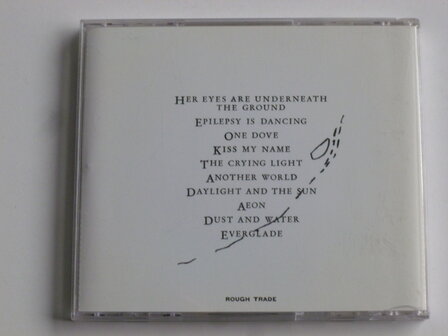 HER EYES ARE UNDERNEATH
THE GROUND
EPILEPSY IS DANCING
ONE DOVE
KISS MY NAME
THE CRYING LIGHT
ANOTHER WORLD
DAYLIGHT AND THE SUN
AEON
DUST AND WATER
EVERGLADE
ROUGH TRADE